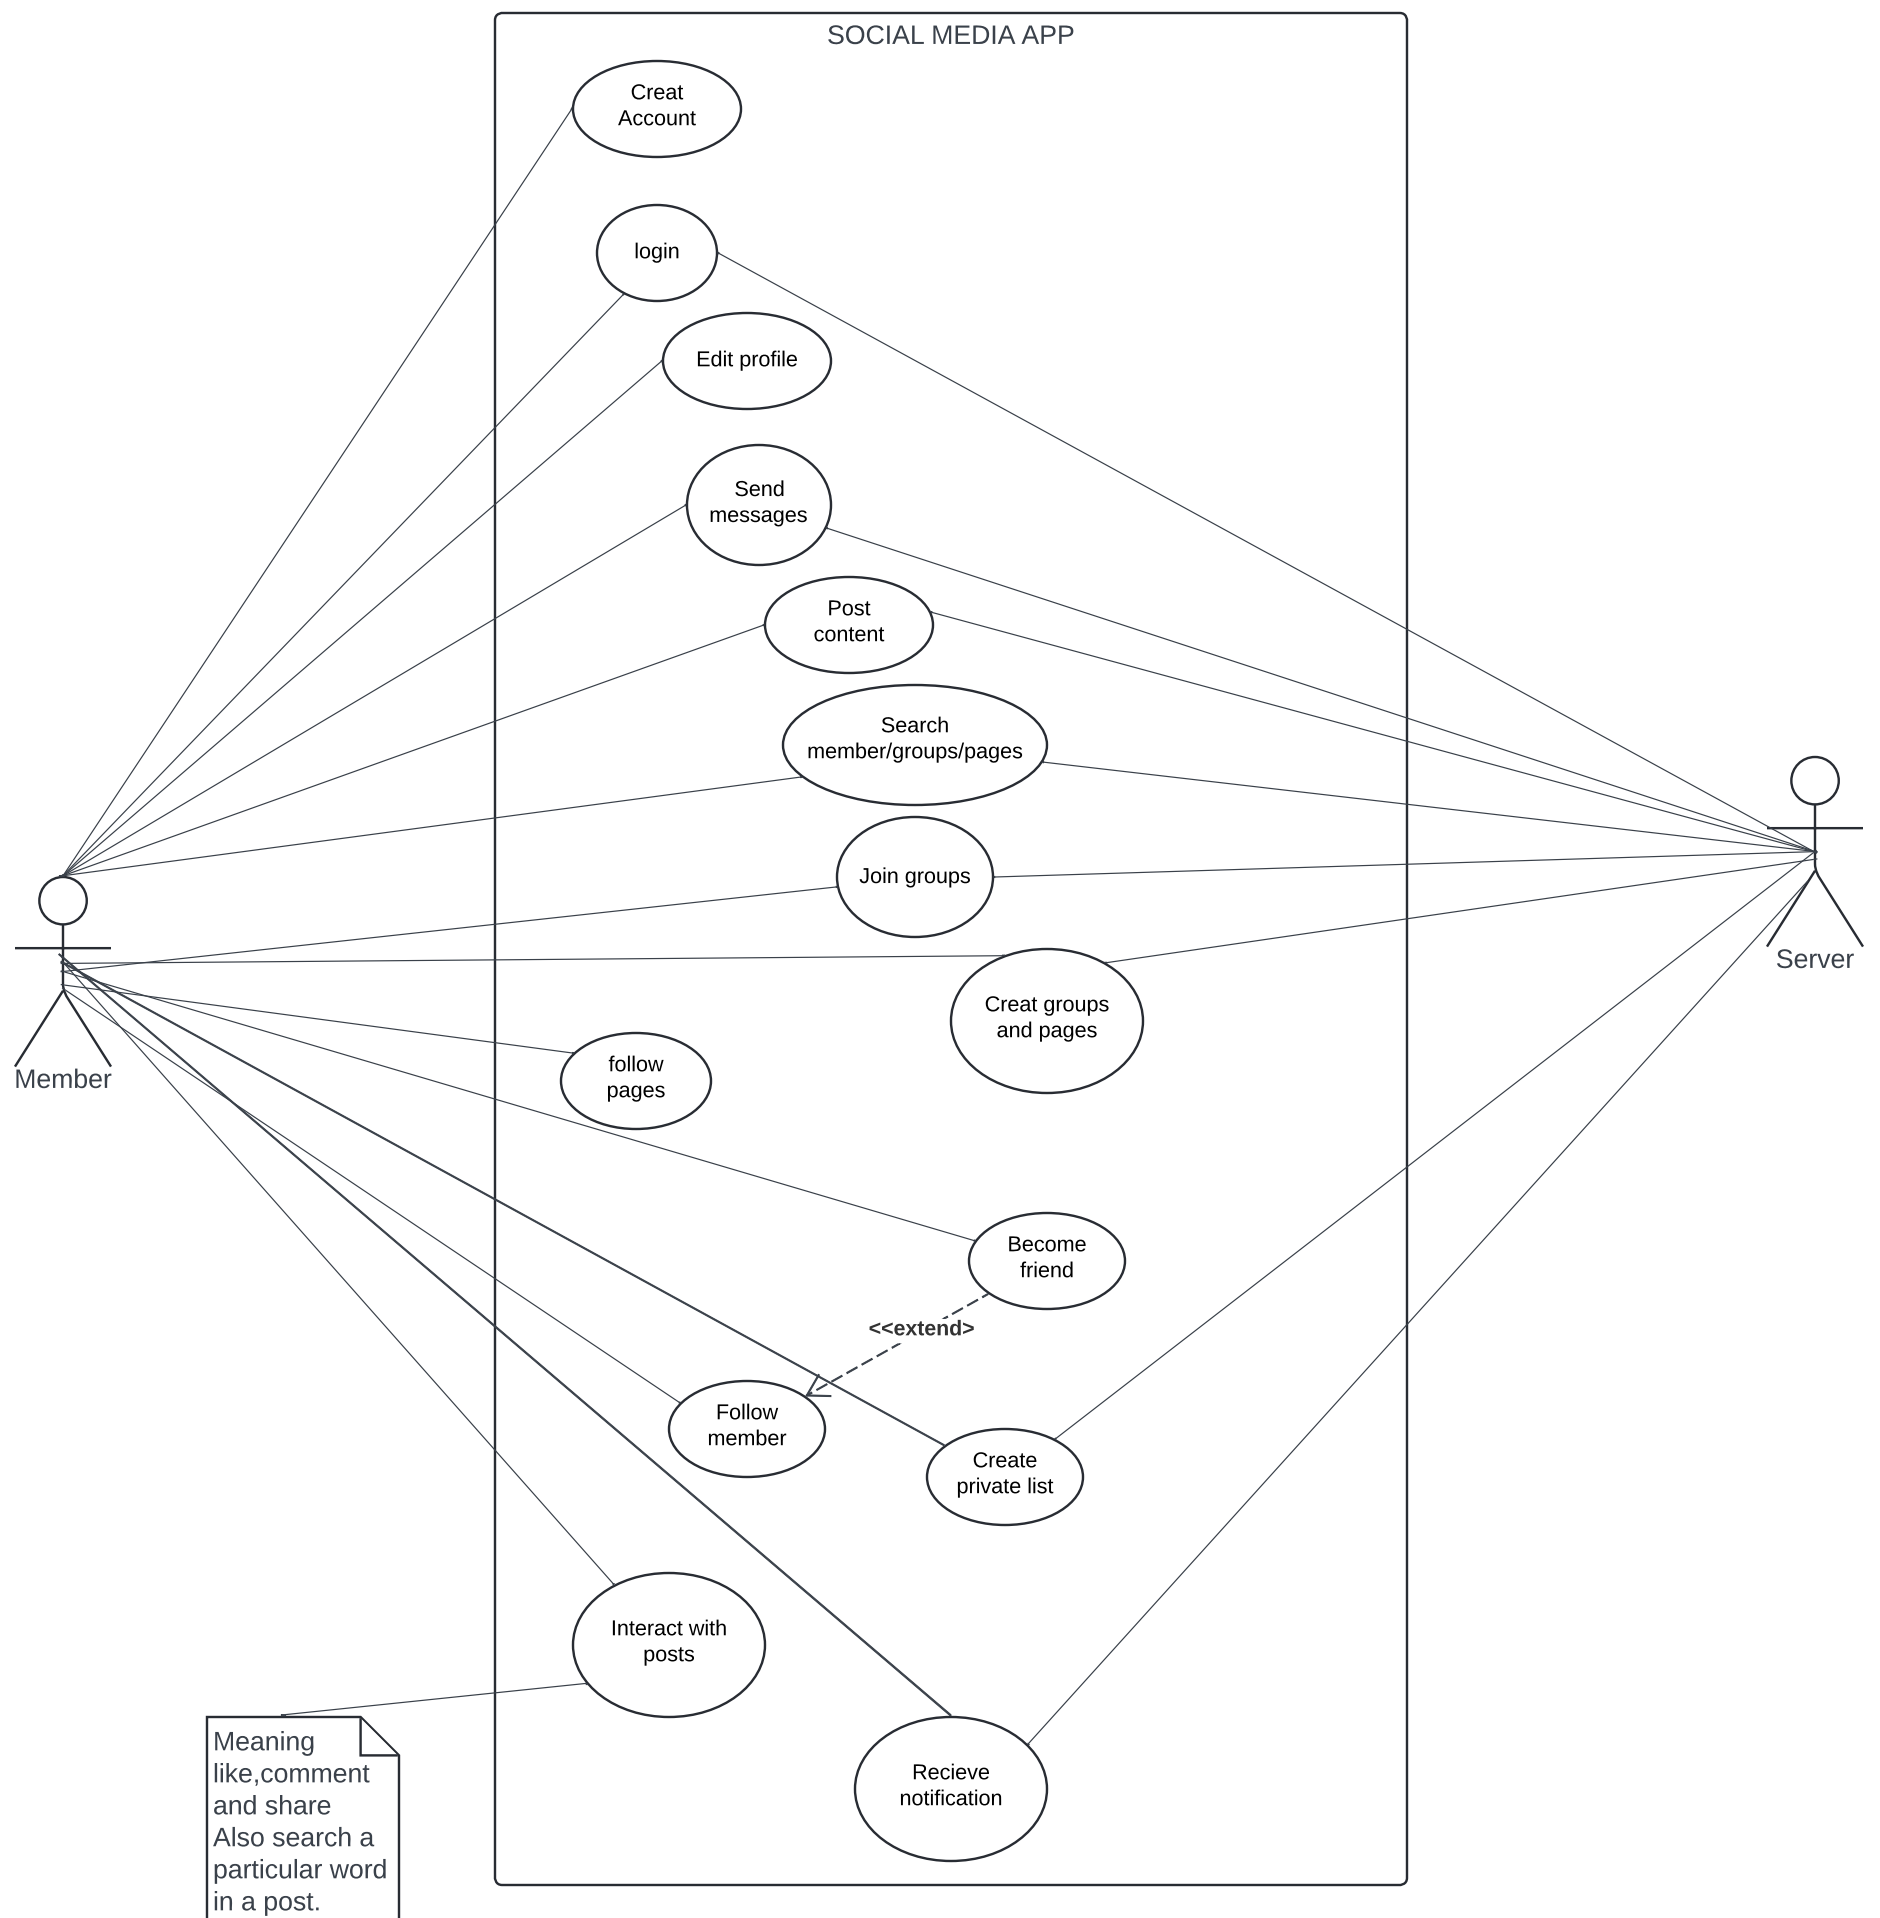 SOCIAL MEDIA APP
Creat
Account
login
Edit profile
Send
messages
Post
content
Search
member/groups/pages
Join groups
Creat groups
and pages
Server
Member
follow
pages
Become
friend
<<extend>
Follow
member
Create
private list
Interact with
posts
Meaning
like,comment
and share
Also search a
particular word
in a post.
Recieve
notification